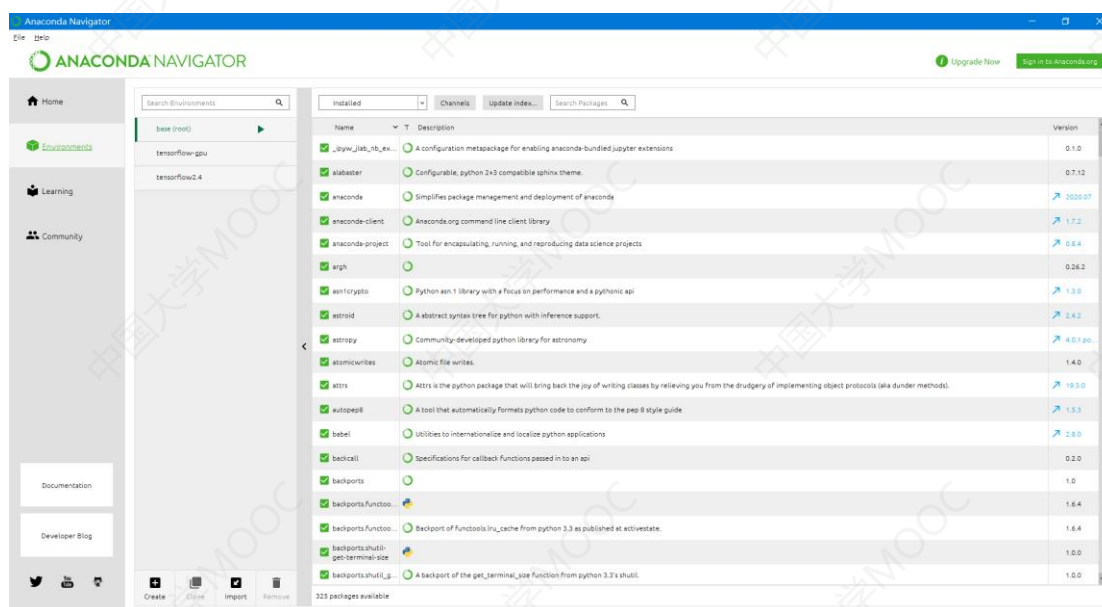 Anaconda Navigator
File Help
ANACONDA NAVIGATOR
Upgrade Now
Sign in to Anaconda.org
Home
Environments
Learning
Community
Documentation
Developer Blog
Search Environments
base (root)
tensorflow-gpu
tensorflow2.4
Create Clone Import Remove
Installed Channels Update index... Search Packages
Name T Description Version
_ipyw_jlab_nb_ex... A configuration metapackage for enabling anaconda-bundled jupyter extensions 0.1.0
alabaster Configurable, python 2+3 compatible sphinx theme. 0.7.12
anaconda Simplifies package management and deployment of anaconda 2020.07
anaconda-client Anaconda.org command line client library 1.7.2
anaconda-project Tool for encapsulating, running, and reproducing data science projects 0.8.4
argh 0.26.2
asn1crypto Python asn.1 library with a focus on performance and a pythonic api 1.3.0
astroid A abstract syntax tree for python with inference support. 2.4.2
astropy Community-developed python library for astronomy 4.0.1.po...
atomicwrites Atomic file writes. 1.4.0
attrs Attrs is the python package that will bring back the joy of writing classes by relieving you from the drudgery of implementing object protocols (aka dunder methods). 19.3.0
autopep8 A tool that automatically formats python code to conform to the pep 8 style guide 1.5.3
babel Utilities to internationalize and localize python applications 2.8.0
backcall Specifications for callback functions passed in to an api 0.2.0
backports 1.0
backports.functoo... 1.6.4
backports.functoo... Backport of functools.lru_cache from python 3.3 as published at activestate. 1.6.4
backports.shutil-
get-terminal-size 1.0.0
backports.shutil_g... A backport of the get_terminal_size function from python 3.3's shutil. 1.0.0
325 packages available
中国大学MOOC